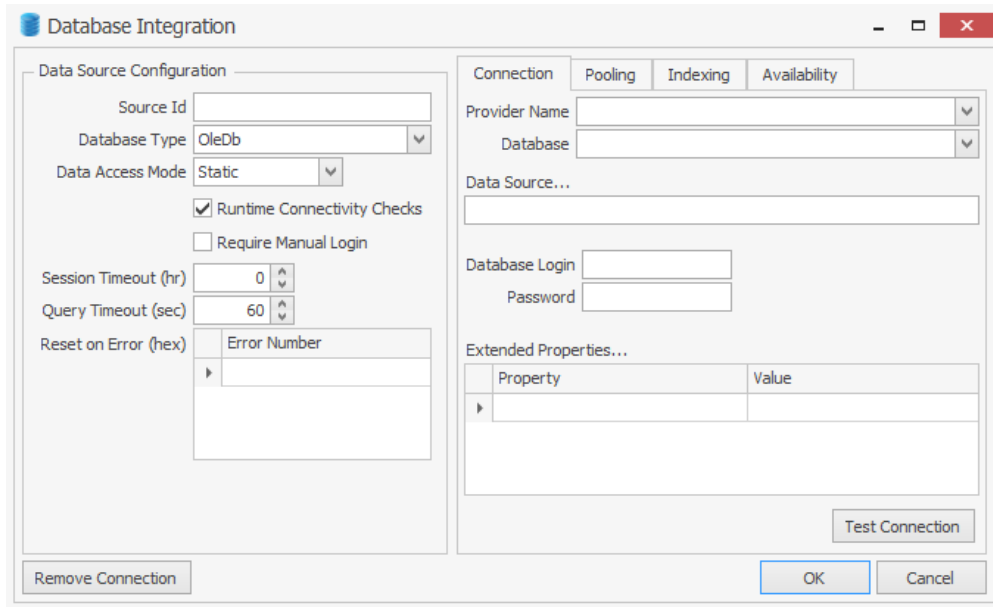 Database Integration
Data Source Configuration
Source Id
Database Type OleDb
Data Access Mode Static
Runtime Connectivity Checks
Require Manual Login
Session Timeout (hr) 0
Query Timeout (sec) 60
Reset on Error (hex) Error Number
Connection Pooling Indexing Availability
Provider Name
Database
Data Source...
Database Login
Password
Extended Properties...
Property Value
Test Connection
Remove Connection OK Cancel